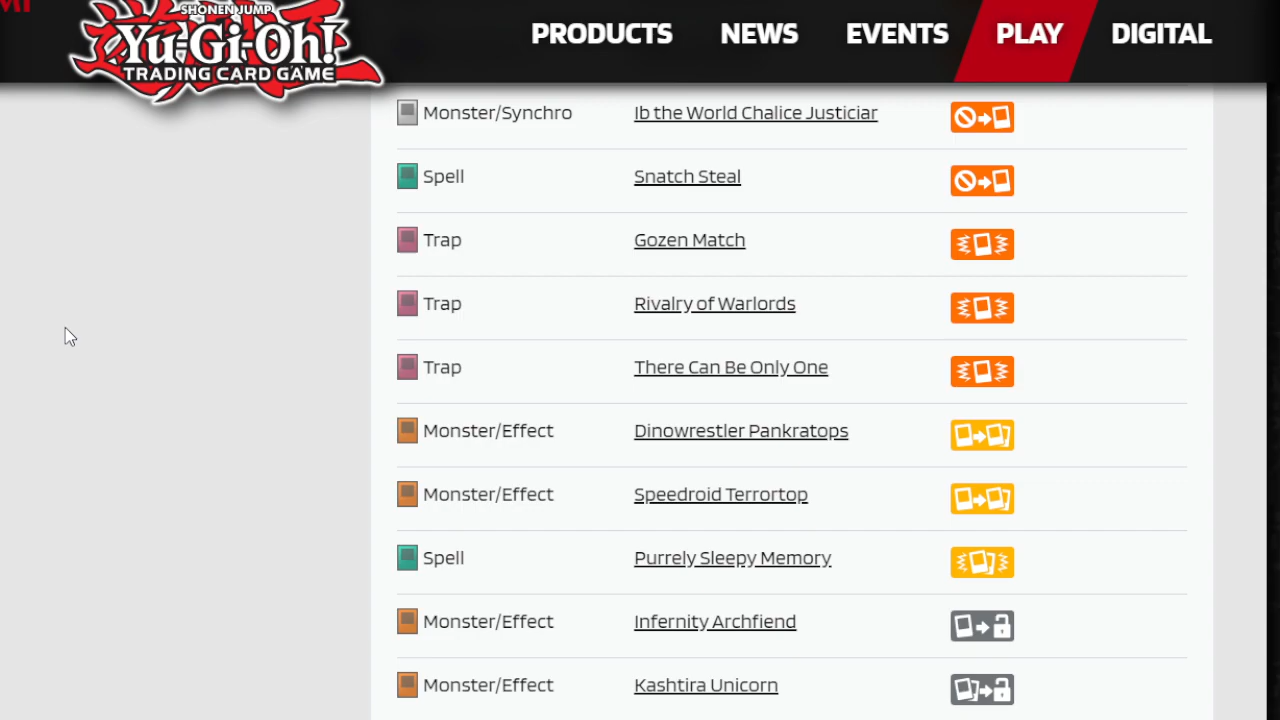 SHONEN JUMP
Yu-Gi-Oh!
TRADING CARD GAME
PRODUCTS NEWS EVENTS PLAY DIGITAL
Monster/Synchro Ib the World Chalice Justiciar
Spell Snatch Steal
Trap Gozen Match
Trap Rivalry of Warlords
Trap There Can Be Only One
Monster/Effect Dinowrestler Pankratops
Monster/Effect Speedroid Terrortop
Spell Purrely Sleepy Memory
Monster/Effect Infernity Archfiend
Monster/Effect Kashtira Unicorn